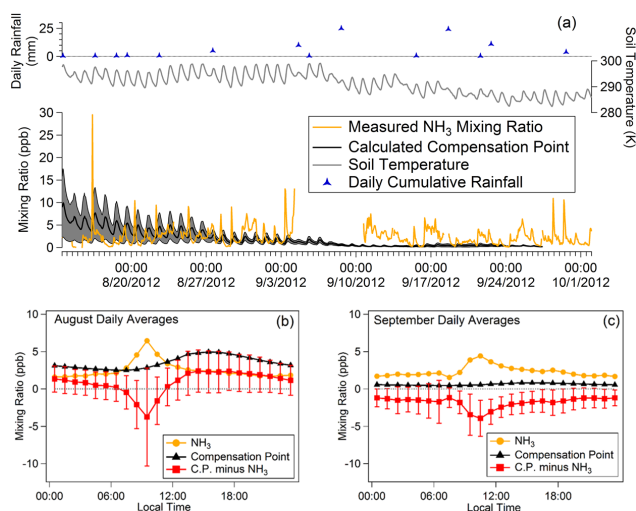 (a)
Daily Rainfall
(mm)
25
0
300
290
280
Soil Temperature
(K)
Mixing Ratio (ppb)
30
25
20
15
10
5
0
Measured NH₃ Mixing Ratio
Calculated Compensation Point
Soil Temperature
Daily Cumulative Rainfall
00:00 00:00 00:00 00:00 00:00 00:00 00:00
8/20/2012 8/27/2012 9/3/2012 9/10/2012 9/17/2012 9/24/2012 10/1/2012
August Daily Averages
(b)
Mixing Ratio (ppb)
10
5
0
-5
-10
NH₃
Compensation Point
C.P. minus NH₃
00:00 06:00 12:00 18:00
Local Time
September Daily Averages
(c)
Mixing Ratio (ppb)
10
5
0
-5
-10
NH₃
Compensation Point
C.P. minus NH₃
00:00 06:00 12:00 18:00
Local Time